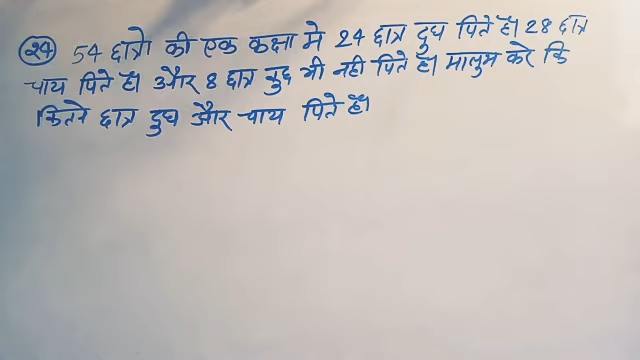 (24) 54 छात्रो की एक कक्षा मे 24 छात्र दुध पिते है। 28 छात्र
चाय पिते है। और 8 छात्र कुछ भी नही पिते है। मालुम करे कि
कितने छात्र दुध और चाय पिते है।